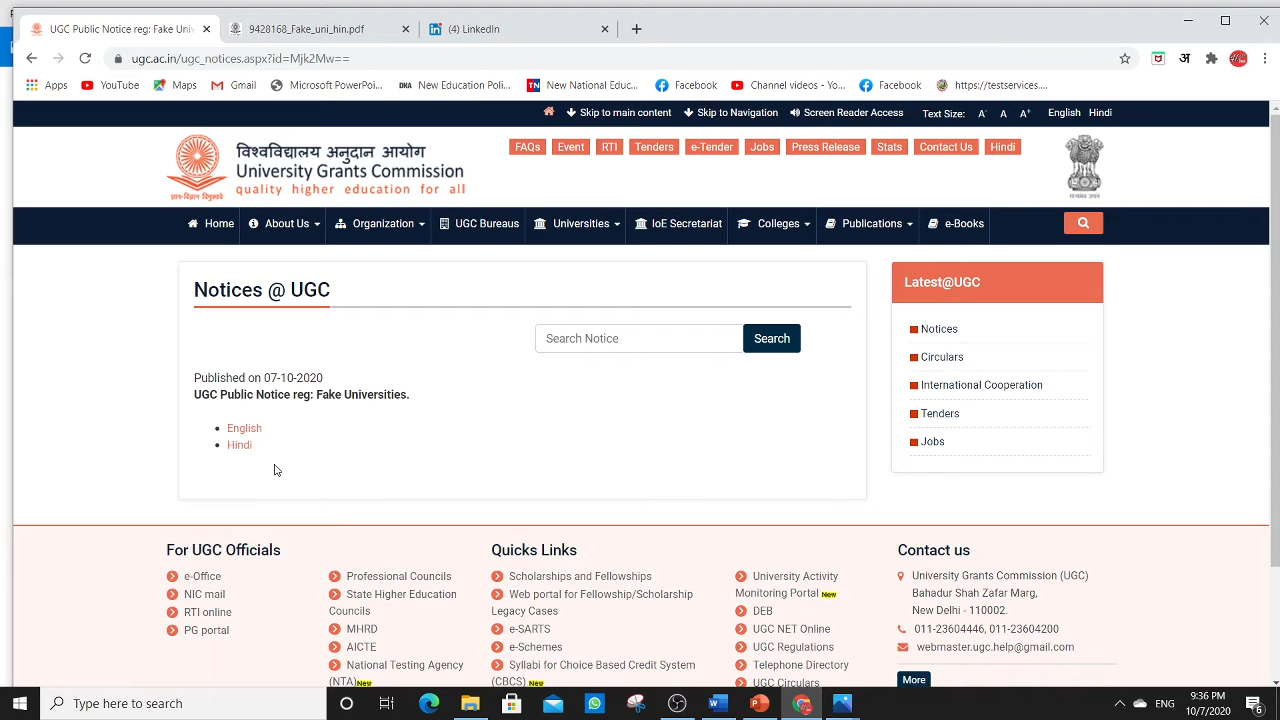 UGC Public Notice reg: Fake Uni
9428168_Fake_uni_hin.pdf
(4) LinkedIn
ugc.ac.in/ugc_notices.aspx?id=Mjk2Mw==
Apps
YouTube
Maps
Gmail
Microsoft PowerPoi...
DNA New Education Poli...
TN New National Educ...
Facebook
Channel videos - Yo...
Facebook
https://testservices....
Skip to main content
Skip to Navigation
Screen Reader Access
Text Size: A- A A+
English Hindi
विश्वविद्यालय अनुदान आयोग
University Grants Commission
quality higher education for all
ज्ञान-विज्ञान विमुक्तये
FAQs
Event
RTI
Tenders
e-Tender
Jobs
Press Release
Stats
Contact Us
Hindi
सत्यमेव जयते
Home
About Us
Organization
UGC Bureaus
Universities
IoE Secretariat
Colleges
Publications
e-Books
Notices @ UGC
Search Notice
Search
Published on 07-10-2020
UGC Public Notice reg: Fake Universities.
English
Hindi
Latest@UGC
Notices
Circulars
International Cooperation
Tenders
Jobs
For UGC Officials
e-Office
NIC mail
RTI online
PG portal
Professional Councils
State Higher Education
Councils
MHRD
AICTE
National Testing Agency
(NTA) New
Quicks Links
Scholarships and Fellowships
Web portal for Fellowship/Scholarship
Legacy Cases
e-SARTS
e-Schemes
Syllabi for Choice Based Credit System
(CBCS) New
University Activity
Monitoring Portal New
DEB
UGC NET Online
UGC Regulations
Telephone Directory
UGC Circulars
Contact us
University Grants Commission (UGC)
Bahadur Shah Zafar Marg,
New Delhi - 110002.
011-23604446, 011-23604200
webmaster.ugc.help@gmail.com
More
Type here to search
ENG
9:36 PM
10/7/2020
6